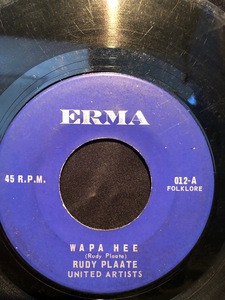 ERMA
45 R.P.M.
012-A
FOLKLORE
WAPA HEE
(Rudy Plaate)
RUDY PLAATE
UNITED ARTISTS